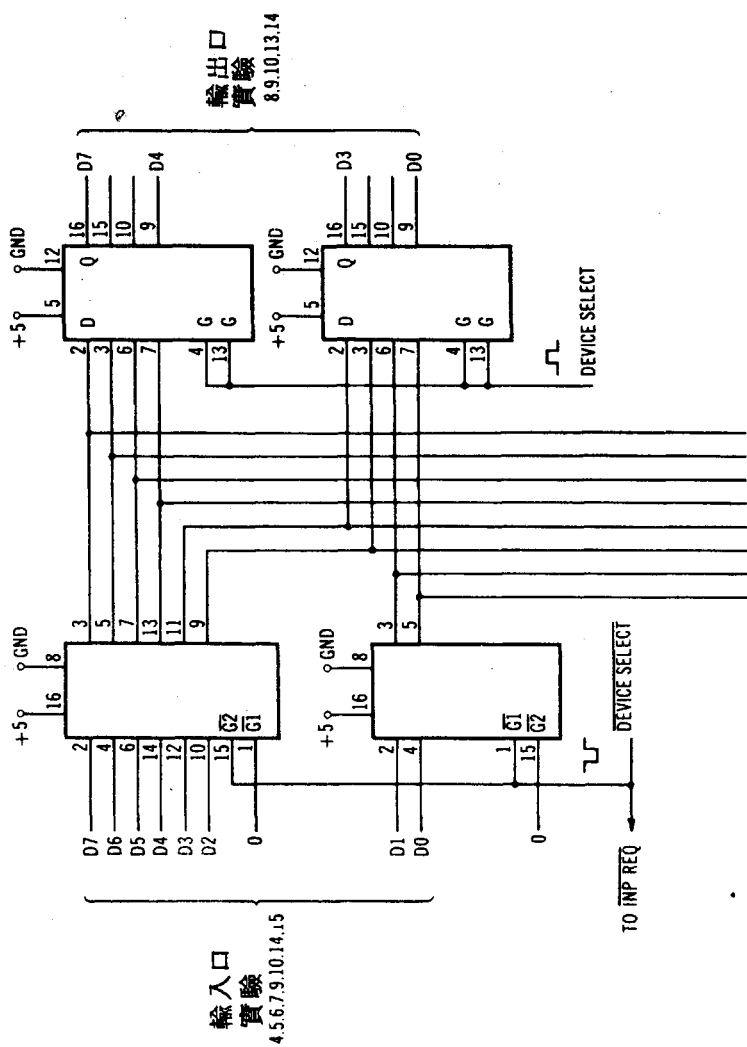 輸入口
實驗
4.5.6.7.9.10.14.15
D7
D6
D5
D4
D3
D2
0
2
4
6
14
12
10
15
1
G2
G1
+5
16
GND
8
3
5
7
13
11
9
D1
D0
0
2
4
1
15
G1
G2
+5
16
GND
8
3
5
DEVICE SELECT
TO INP REQ
+5
5
GND
12
2
3
6
7
4
13
D
Q
G
G
16
15
10
9
D7
D4
+5
5
GND
12
2
3
6
7
4
13
D
Q
G
G
16
15
10
9
D3
D0
DEVICE SELECT
輸出口
實驗
8.9.10.13.14